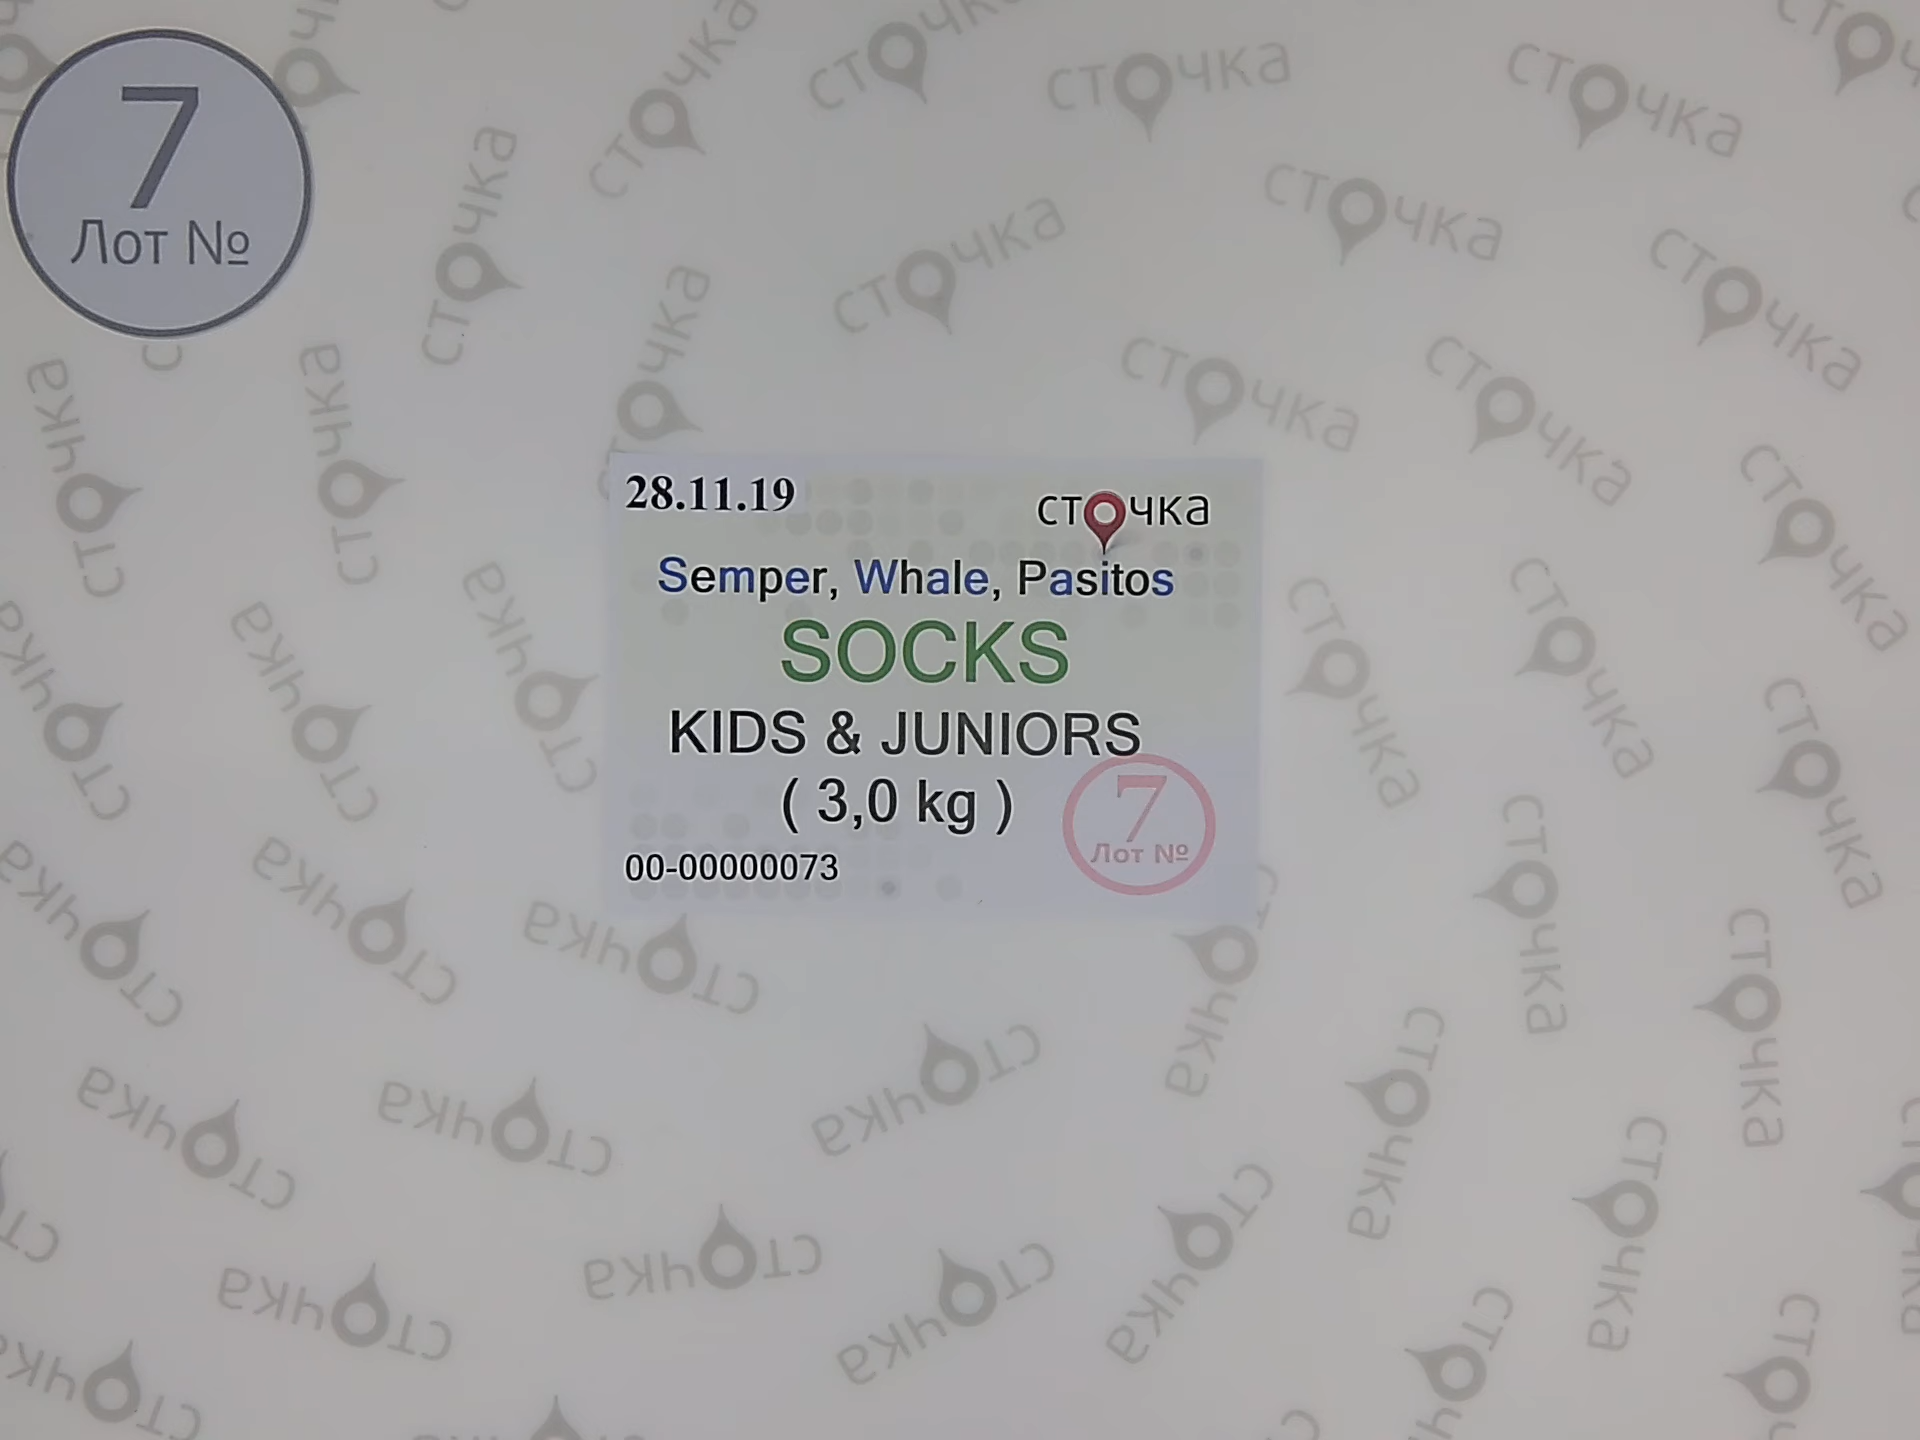 7
Лот №
28.11.19
сточка
Semper, Whale, Pasitos
SOCKS
KIDS & JUNIORS
( 3,0 kg )
7
Лот №
00-00000073